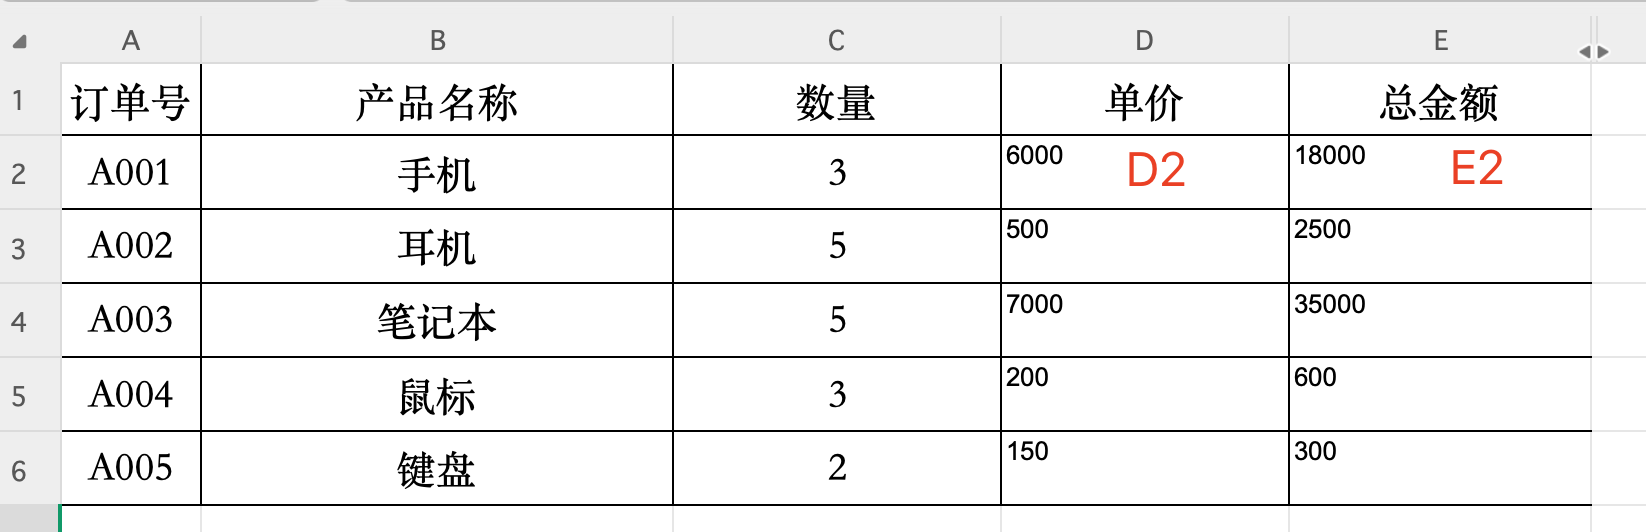 A B C D E
1 订单号 产品名称 数量 单价 总金额
2 A001 手机 3 6000 D2 18000 E2
3 A002 耳机 5 500 2500
4 A003 笔记本 5 7000 35000
5 A004 鼠标 3 200 600
6 A005 键盘 2 150 300